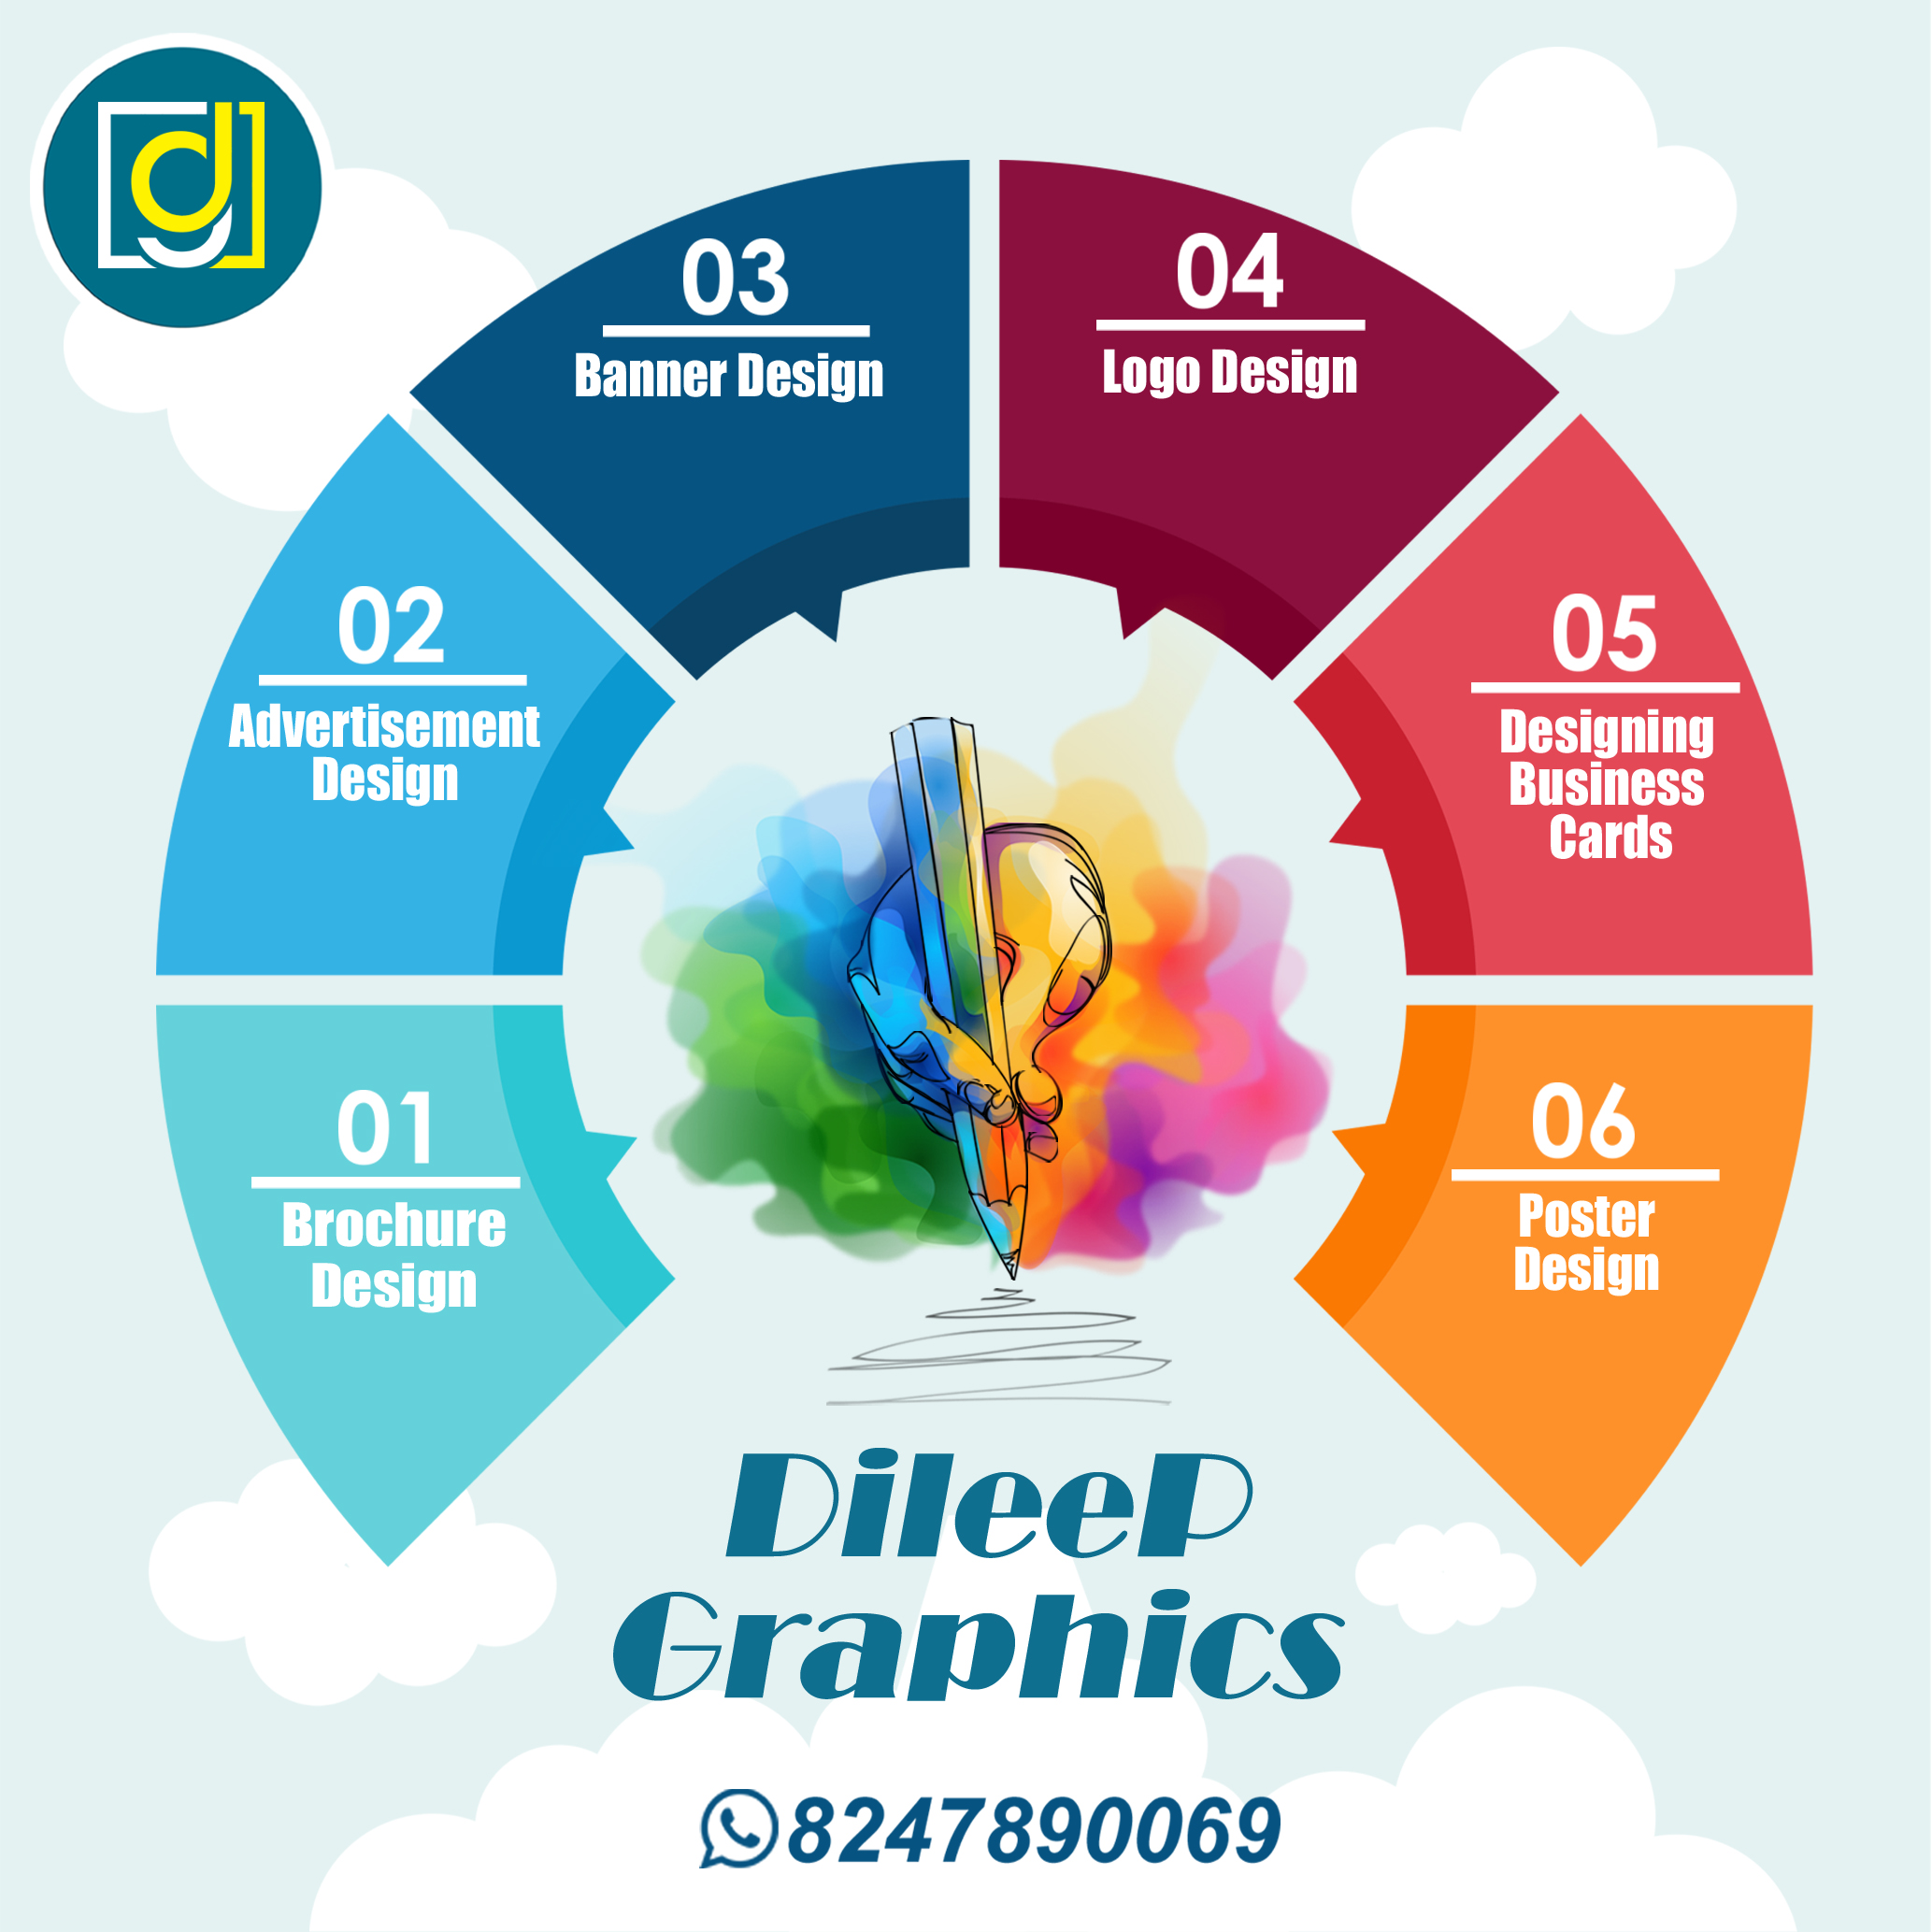 dg
03
Banner Design
04
Logo Design
02
Advertisement
Design
05
Designing
Business
Cards
01
Brochure
Design
06
Poster
Design
DileeP
Graphics
8247890069